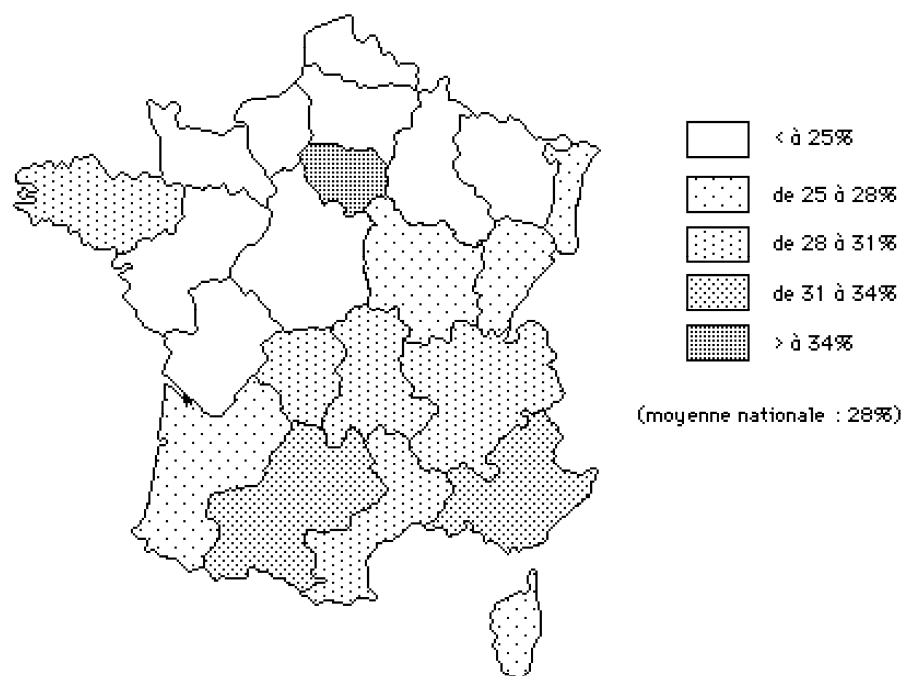 < à 25%
de 25 à 28%
de 28 à 31%
de 31 à 34%
> à 34%
(moyenne nationale : 28%)